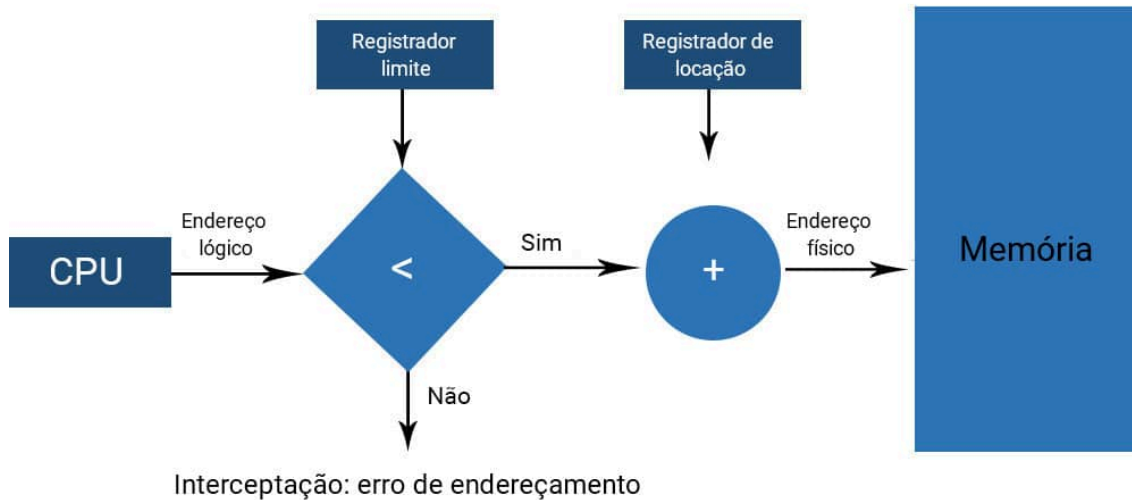 Registrador
limite
Registrador de
locação
Endereço
lógico
CPU
<
Sim
+
Endereço
físico
Memória
Não
Interceptação: erro de endereçamento